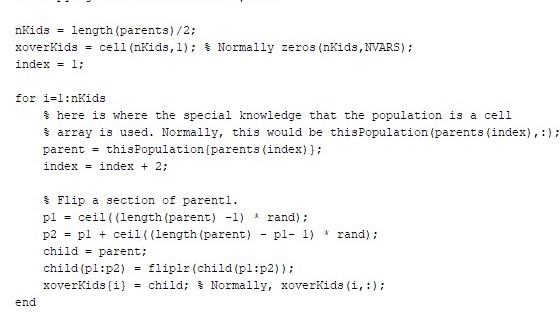 nKids = length(parents)/2;
xoverKids = cell(nKids,1); % Normally zeros(nKids,NVARS);
index = 1;
for i=1:nKids
% here is where the special knowledge that the population is a cell
% array is used. Normally, this would be thisPopulation(parents(index),:);
parent = thisPopulation{parents(index)};
index = index + 2;
% Flip a section of parent1.
p1 = ceil((length(parent) -1) * rand);
p2 = p1 + ceil((length(parent) - p1- 1) * rand);
child = parent;
child(p1:p2) = fliplr(child(p1:p2));
xoverKids{i} = child; % Normally, xoverKids(i,:);
end